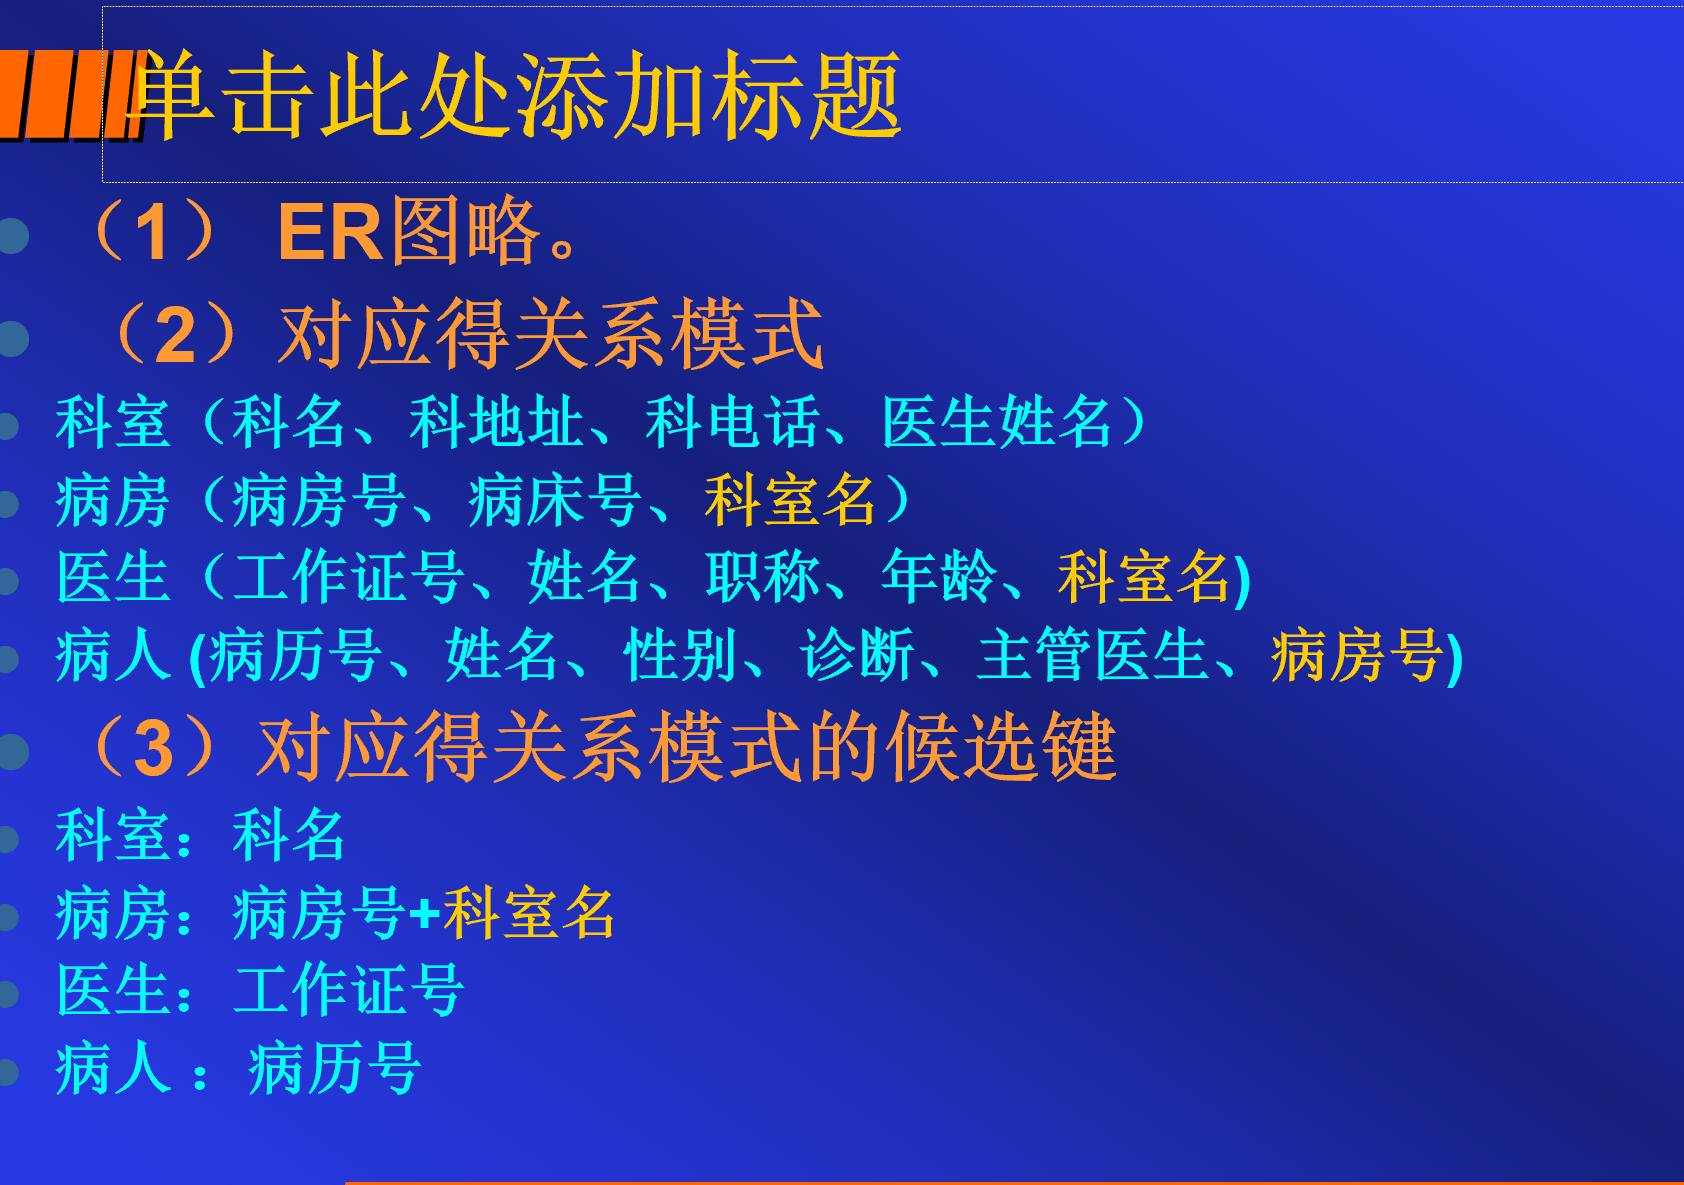 单击此处添加标题
（1） ER图略。
（2）对应得关系模式
科室（科名、科地址、科电话、医生姓名）
病房（病房号、病床号、科室名）
医生（工作证号、姓名、职称、年龄、科室名)
病人 (病历号、姓名、性别、诊断、主管医生、病房号)
（3）对应得关系模式的候选键
科室：科名
病房：病房号+科室名
医生：工作证号
病人 ：病历号